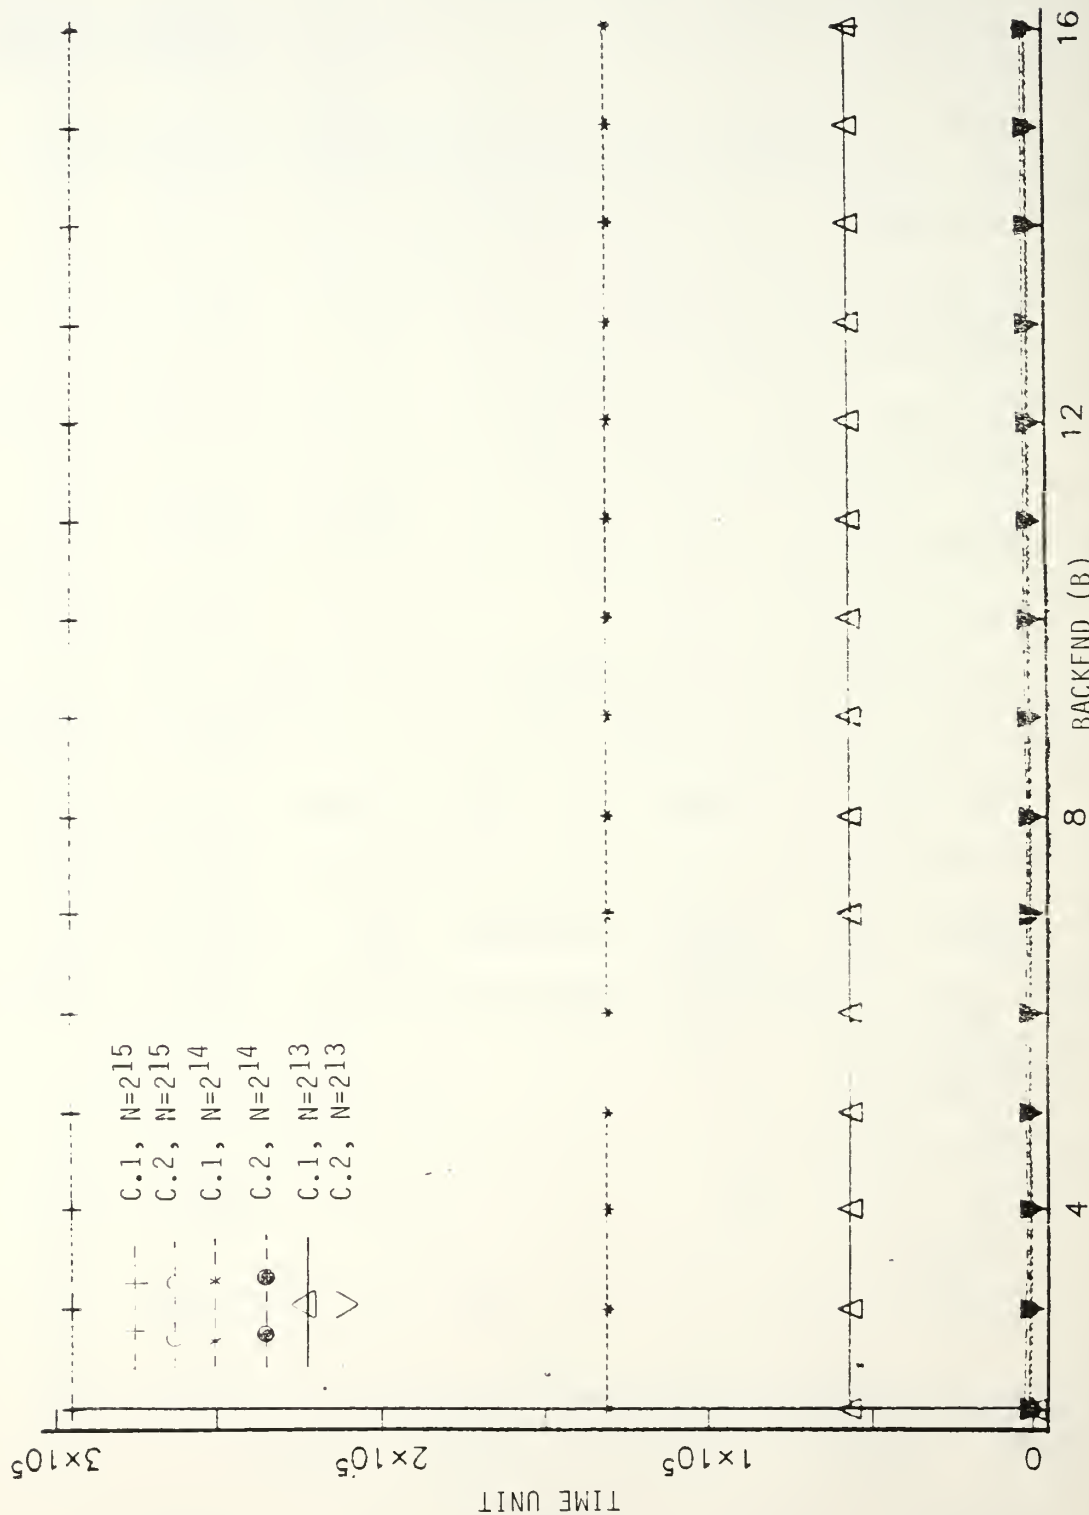 C.1, N=2¹⁵
C.2, N=2¹⁵
C.1, N=2¹⁴
C.2, N=2¹⁴
C.1, N=2¹³
C.2, N=2¹³
TIME UNIT
3×10⁵
2×10⁵
1×10⁵
0
4
8
12
16
BACKEND (B)